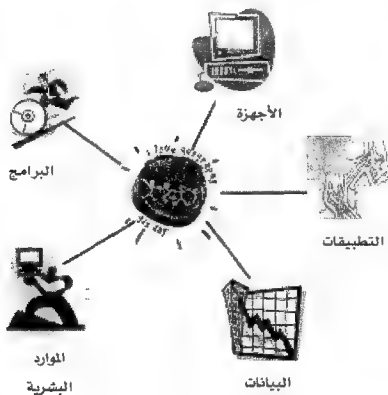 الأجهزة
البرامج
التطبيقات
الموارد
البشرية
البيانات